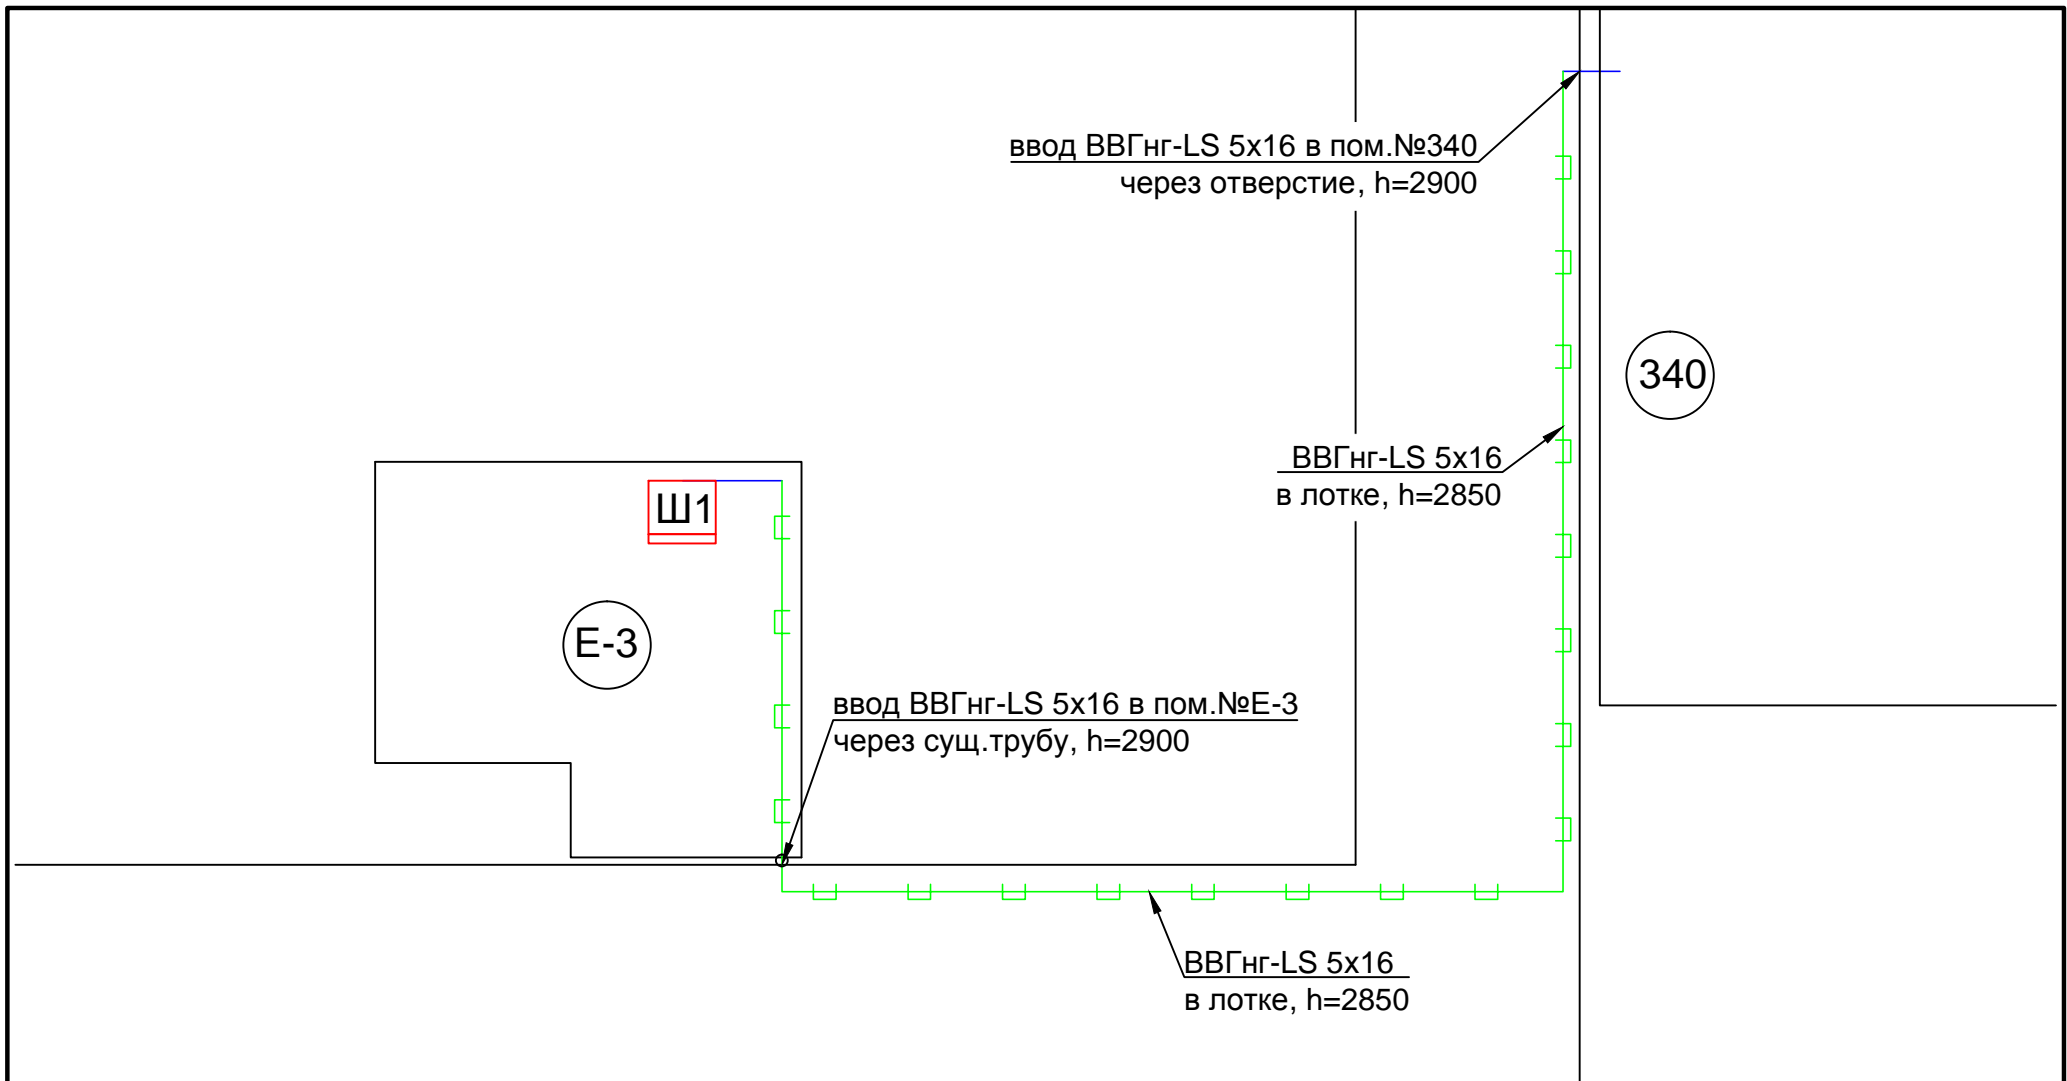 ввод ВВГнг-LS 5х16 в пом.№340
через отверстие, h=2900
340
ВВГнг-LS 5х16
в лотке, h=2850
Ш1
Е-3
ввод ВВГнг-LS 5х16 в пом.№Е-3
через сущ.трубу, h=2900
ВВГнг-LS 5х16
в лотке, h=2850